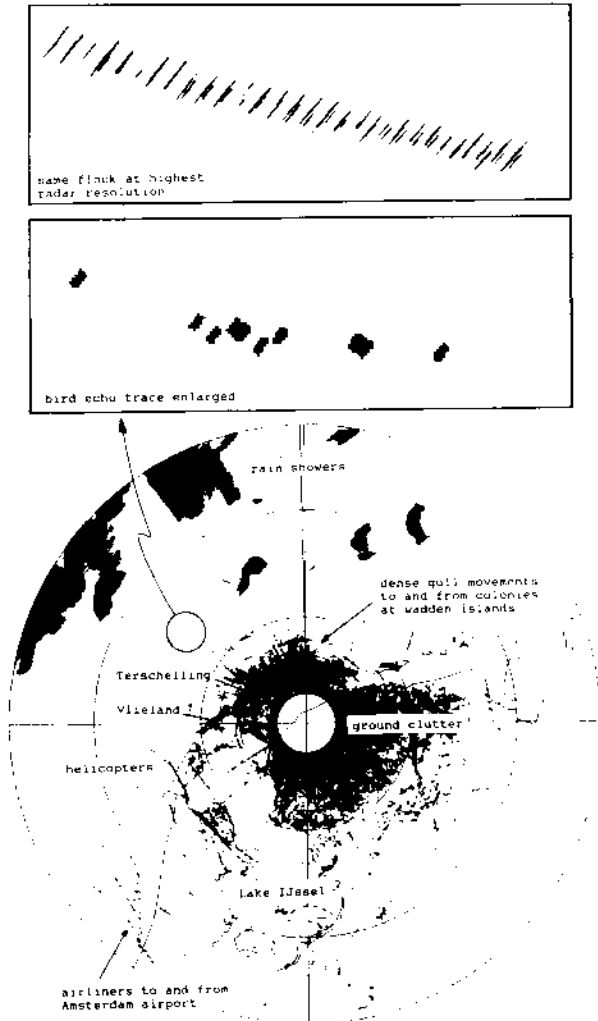 same flock at highest
radar resolution
bird echo trace enlarged
rain showers
dense gull movements
to and from colonies
at wadden islands
Terschelling
Vlieland
ground clutter
helicopters
Lake IJssel
airliners to and from
Amsterdam airport